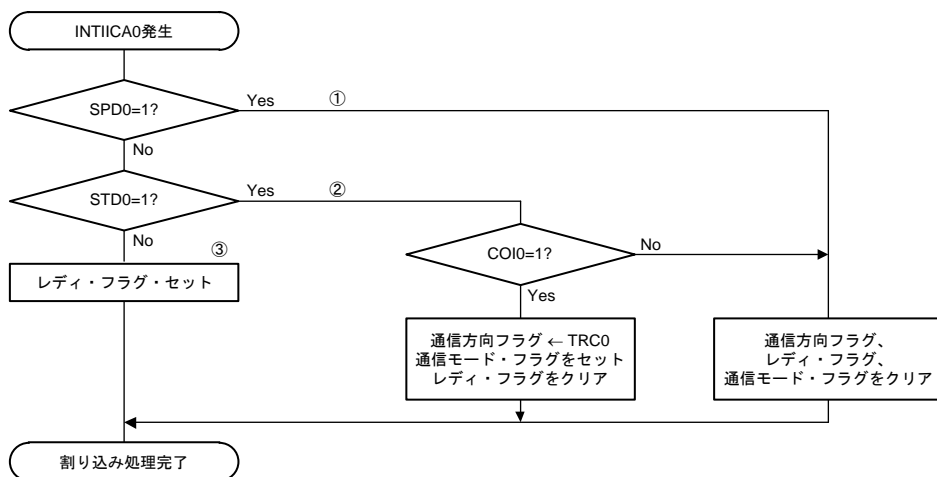 INTIICA0発生
SPD0=1?
Yes
①
No
STD0=1?
Yes
②
No
③
COI0=1?
No
Yes
レディ・フラグ・セット
通信方向フラグ ← TRC0
通信モード・フラグをセット
レディ・フラグをクリア
通信方向フラグ、
レディ・フラグ、
通信モード・フラグをクリア
割り込み処理完了